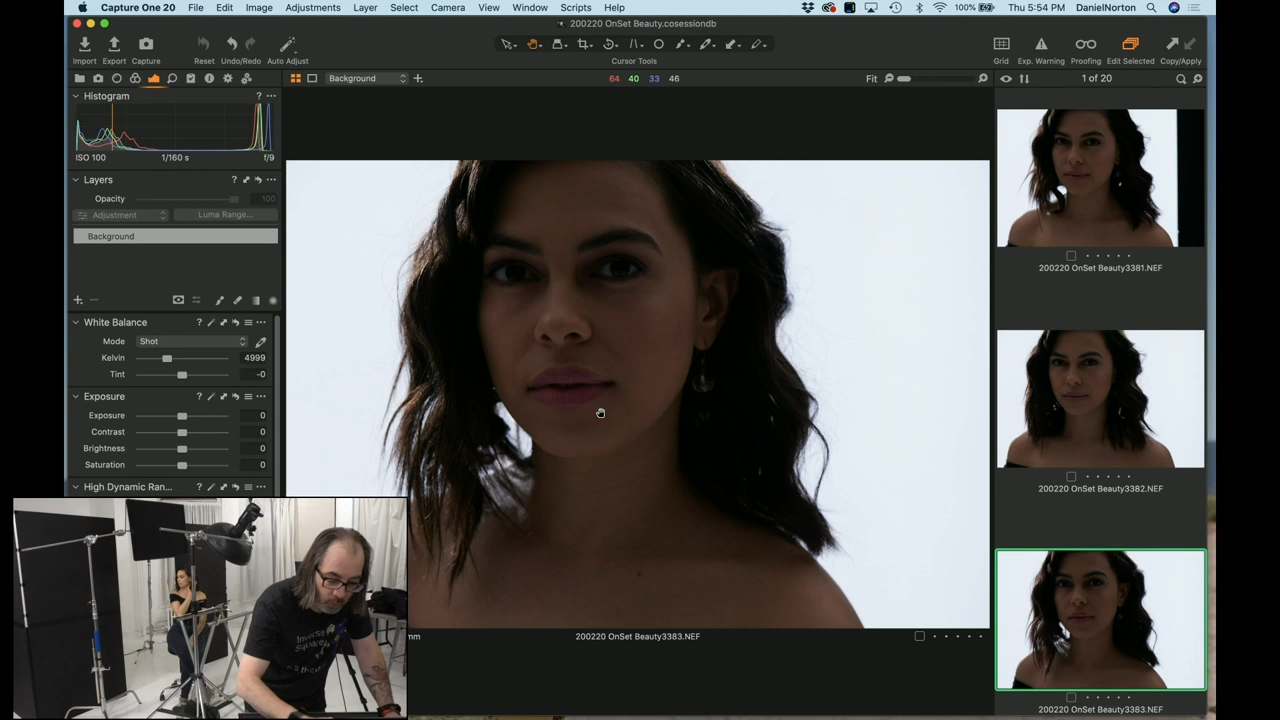 Capture One 20 File Edit Image Adjustments Layer Select Camera View Window Scripts Help 100% Thu 5:54 PM DanielNorton
200220 OnSet Beauty.cosessiondb
Import Export Capture Reset Undo/Redo Auto Adjust Cursor Tools Grid Exp. Warning Proofing Edit Selected Copy/Apply
Background 64 40 33 46 Fit 1 of 20
Histogram
ISO 100 1/160 s f/9
Layers
Opacity 100
Adjustment Luma Range...
Background
White Balance
Mode Shot
Kelvin 4999
Tint -0
Exposure
Exposure 0
Contrast 0
Brightness 0
Saturation 0
High Dynamic Ran...
200220 OnSet Beauty3381.NEF
200220 OnSet Beauty3382.NEF
mm 200220 OnSet Beauty3383.NEF
200220 OnSet Beauty3383.NEF
Inverse